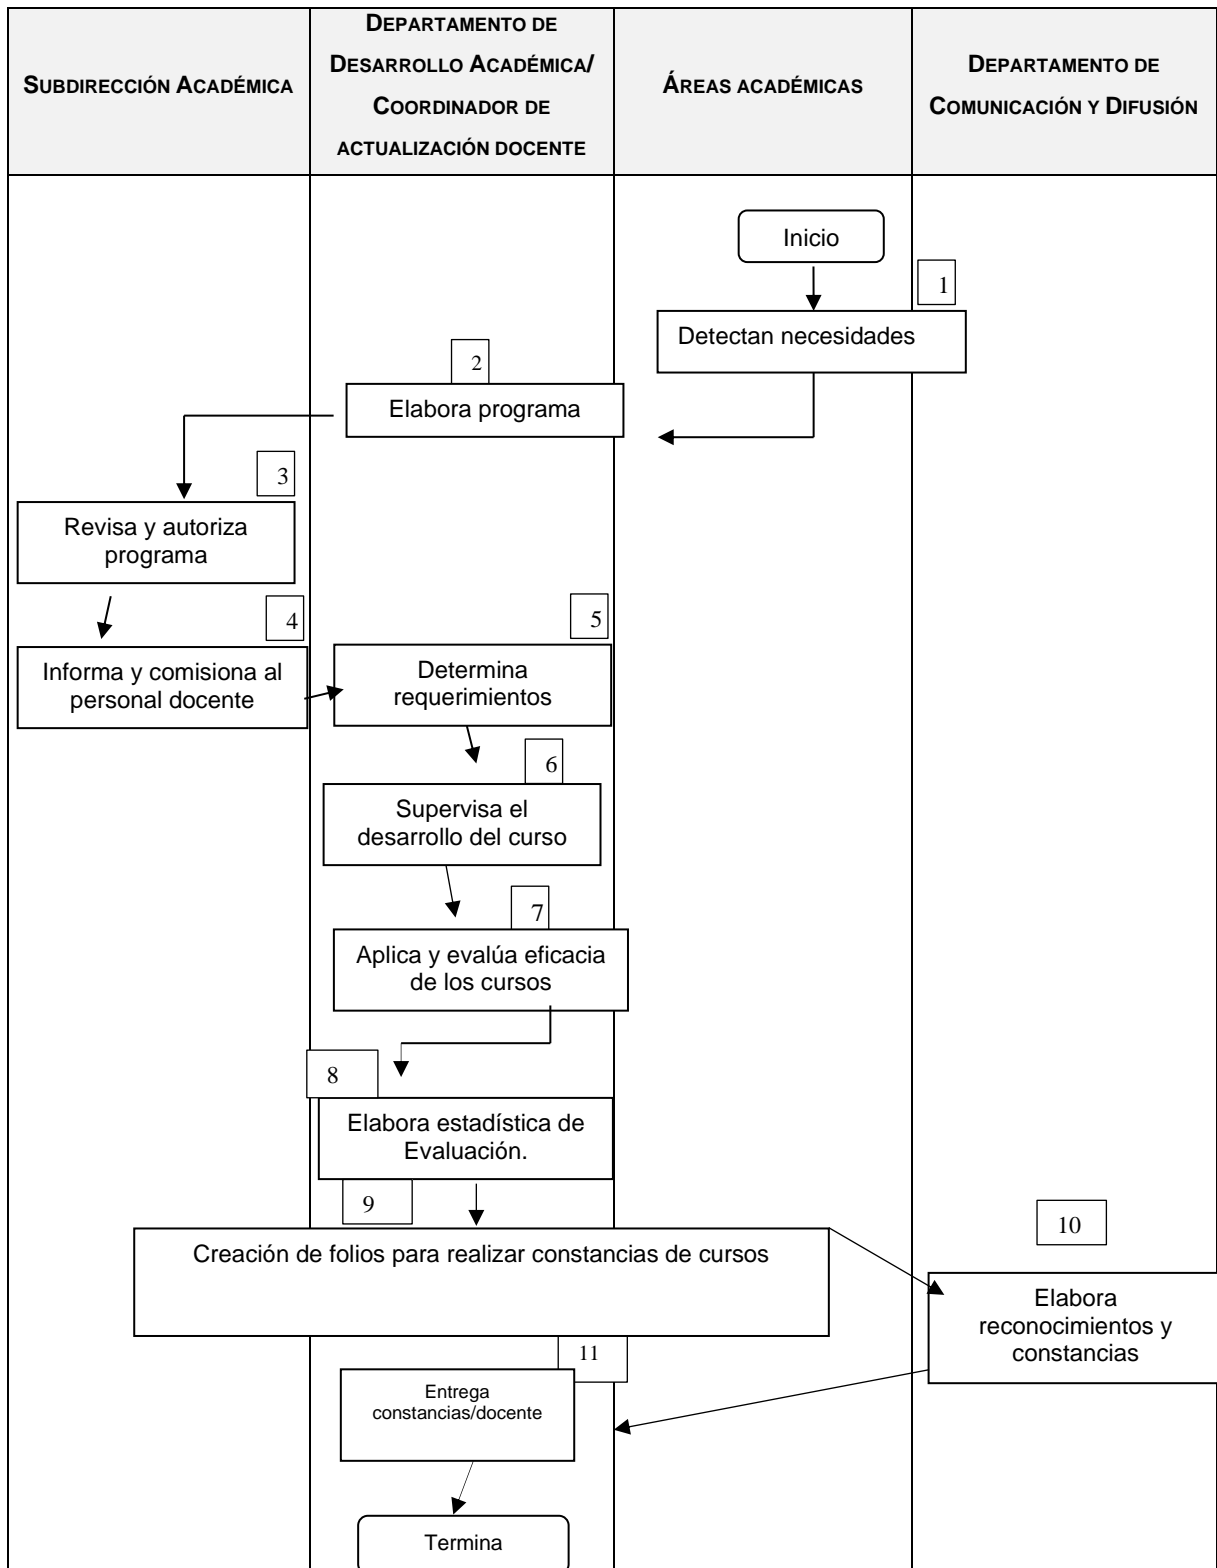 SUBDIRECCIÓN ACADÉMICA
DEPARTAMENTO DE
DESARROLLO ACADÉMICA/
COORDINADOR DE
ACTUALIZACIÓN DOCENTE
ÁREAS ACADÉMICAS
DEPARTAMENTO DE
COMUNICACIÓN Y DIFUSIÓN
Inicio
1
Detectan necesidades
2
Elabora programa
3
Revisa y autoriza
programa
4
Informa y comisiona al
personal docente
5
Determina
requerimientos
6
Supervisa el
desarrollo del curso
7
Aplica y evalúa eficacia
de los cursos
8
Elabora estadística de
Evaluación.
9
Creación de folios para realizar constancias de cursos
10
Elabora
reconocimientos y
constancias
11
Entrega
constancias/docente
Termina